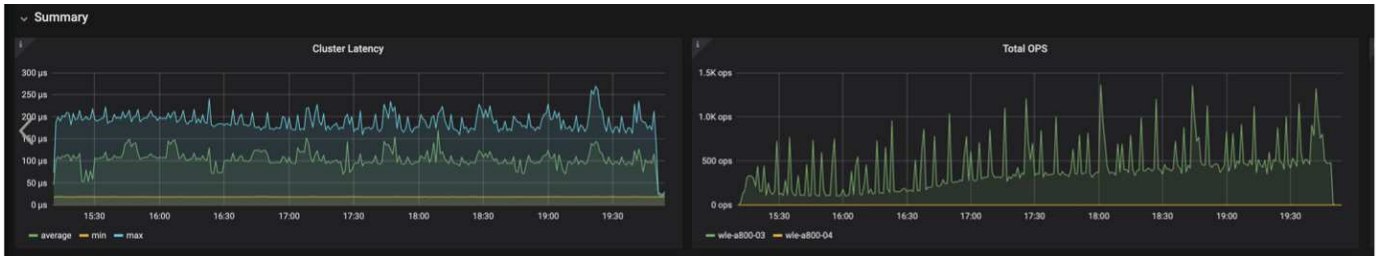 Summary
Cluster Latency
300 µs
250 µs
200 µs
150 µs
100 µs
50 µs
0 µs
15:30 16:00 16:30 17:00 17:30 18:00 18:30 19:00 19:30
average min max
Total OPS
1.5K ops
1.0K ops
500 ops
0 ops
15:30 16:00 16:30 17:00 17:30 18:00 18:30 19:00 19:30
wle-a800-03 wle-a800-04